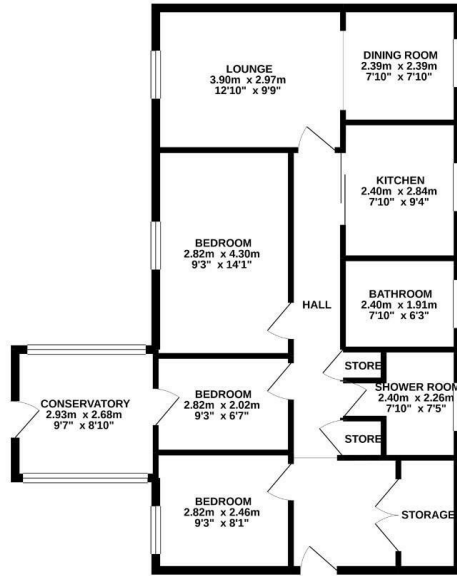 LOUNGE
3.90m x 2.97m
12'10" x 9'9"
DINING ROOM
2.39m x 2.39m
7'10" x 7'10"
KITCHEN
2.40m x 2.84m
7'10" x 9'4"
BEDROOM
2.82m x 4.30m
9'3" x 14'1"
HALL
BATHROOM
2.40m x 1.91m
7'10" x 6'3"
STORE
CONSERVATORY
2.93m x 2.68m
9'7" x 8'10"
BEDROOM
2.82m x 2.02m
9'3" x 6'7"
SHOWER ROOM
2.40m x 2.26m
7'10" x 7'5"
STORE
BEDROOM
2.82m x 2.46m
9'3" x 8'1"
STORAGE